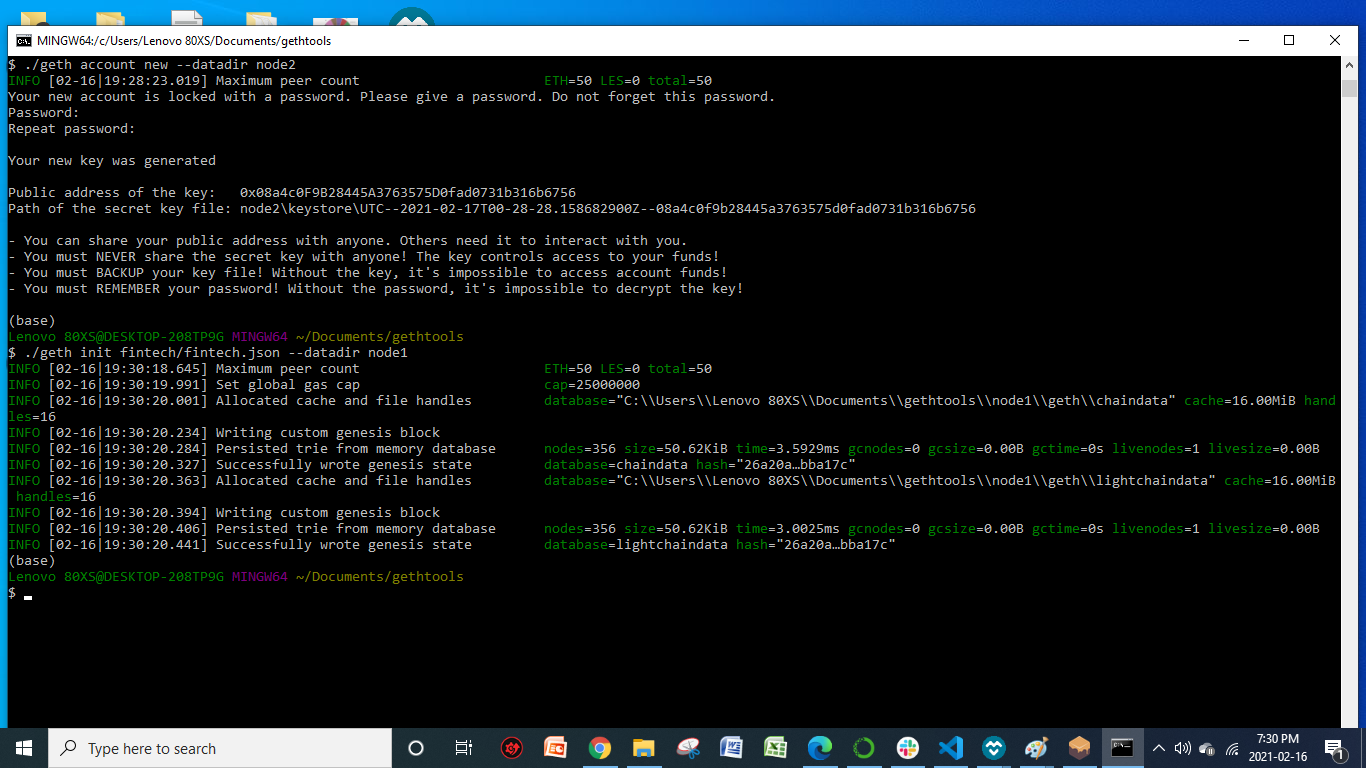 MINGW64:/c/Users/Lenovo 80XS/Documents/gethtools
$ ./geth account new --datadir node2
INFO [02-16|19:28:23.019] Maximum peer count ETH=50 LES=0 total=50
Your new account is locked with a password. Please give a password. Do not forget this password.
Password:
Repeat password:
Your new key was generated
Public address of the key: 0x08a4c0F9B28445A3763575D0fad0731b316b6756
Path of the secret key file: node2\keystore\UTC--2021-02-17T00-28-28.158682900Z--08a4c0f9b28445a3763575d0fad0731b316b6756
- You can share your public address with anyone. Others need it to interact with you.
- You must NEVER share the secret key with anyone! The key controls access to your funds!
- You must BACKUP your key file! Without the key, it's impossible to access account funds!
- You must REMEMBER your password! Without the password, it's impossible to decrypt the key!
(base)
Lenovo 80XS@DESKTOP-208TP9G MINGW64 ~/Documents/gethtools
$ ./geth init fintech/fintech.json --datadir node1
INFO [02-16|19:30:18.645] Maximum peer count ETH=50 LES=0 total=50
INFO [02-16|19:30:19.991] Set global gas cap cap=25000000
INFO [02-16|19:30:20.001] Allocated cache and file handles database="C:\\Users\\Lenovo 80XS\\Documents\\gethtools\\node1\\geth\\chaindata" cache=16.00MiB hand
les=16
INFO [02-16|19:30:20.234] Writing custom genesis block
INFO [02-16|19:30:20.284] Persisted trie from memory database nodes=356 size=50.62KiB time=3.5929ms gcnodes=0 gcsize=0.00B gctime=0s livenodes=1 livesize=0.00B
INFO [02-16|19:30:20.327] Successfully wrote genesis state database=chaindata hash="26a20a…bba17c"
INFO [02-16|19:30:20.363] Allocated cache and file handles database="C:\\Users\\Lenovo 80XS\\Documents\\gethtools\\node1\\geth\\lightchaindata" cache=16.00MiB
handles=16
INFO [02-16|19:30:20.394] Writing custom genesis block
INFO [02-16|19:30:20.406] Persisted trie from memory database nodes=356 size=50.62KiB time=3.0025ms gcnodes=0 gcsize=0.00B gctime=0s livenodes=1 livesize=0.00B
INFO [02-16|19:30:20.441] Successfully wrote genesis state database=lightchaindata hash="26a20a…bba17c"
(base)
Lenovo 80XS@DESKTOP-208TP9G MINGW64 ~/Documents/gethtools
$
Type here to search
7:30 PM
2021-02-16
1